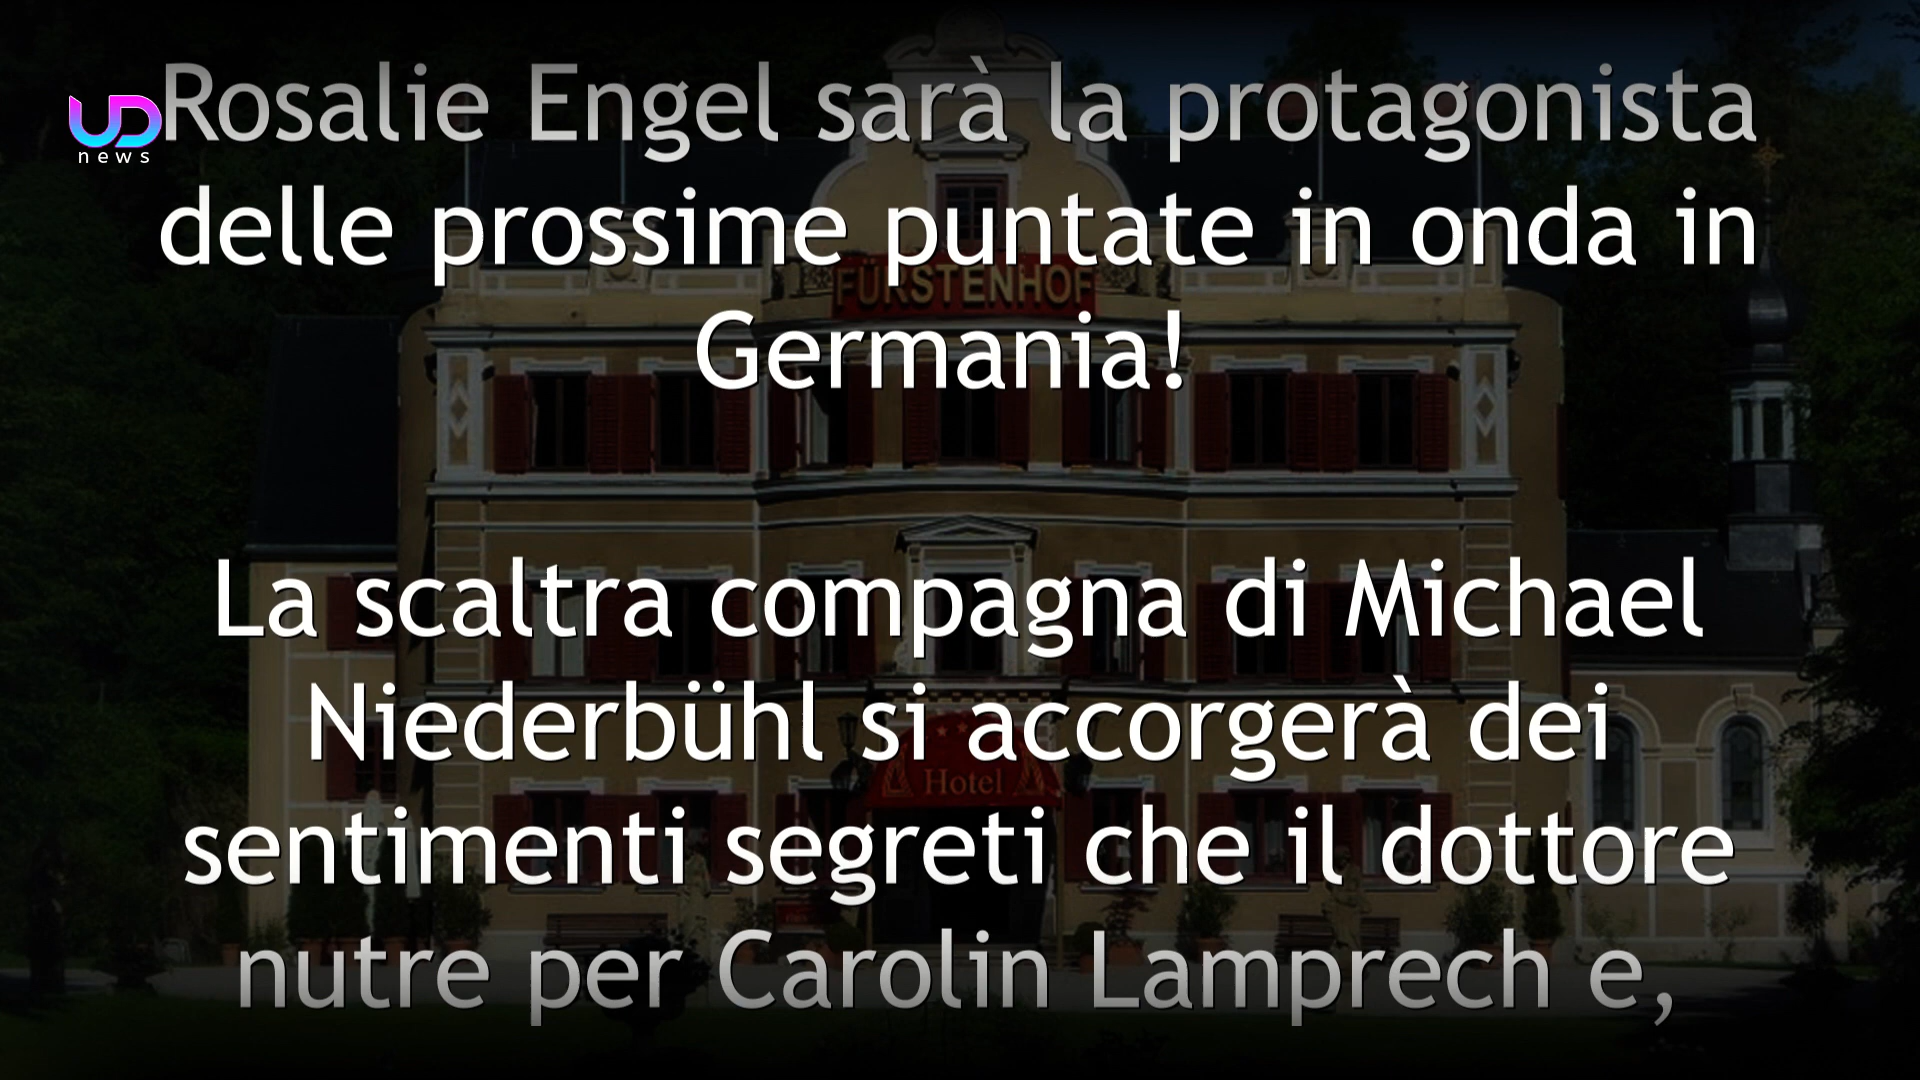 UD
news
Rosalie Engel sarà la protagonista
delle prossime puntate in onda in
Germania!
FÜRSTENHOF
La scaltra compagna di Michael
Niederbühl si accorgerà dei
Hotel
sentimenti segreti che il dottore
nutre per Carolin Lamprech e,